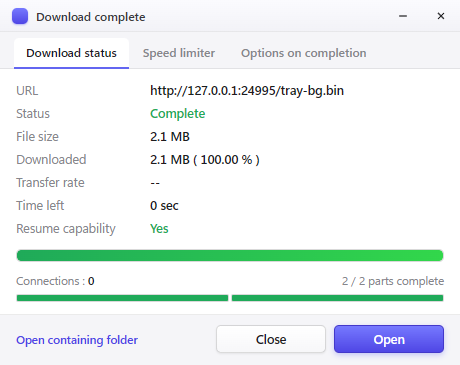 Download complete
Download status Speed limiter Options on completion
URL http://127.0.0.1:24995/tray-bg.bin
Status Complete
File size 2.1 MB
Downloaded 2.1 MB ( 100.00 % )
Transfer rate --
Time left 0 sec
Resume capability Yes
Connections : 0 2 / 2 parts complete
Open containing folder Close Open